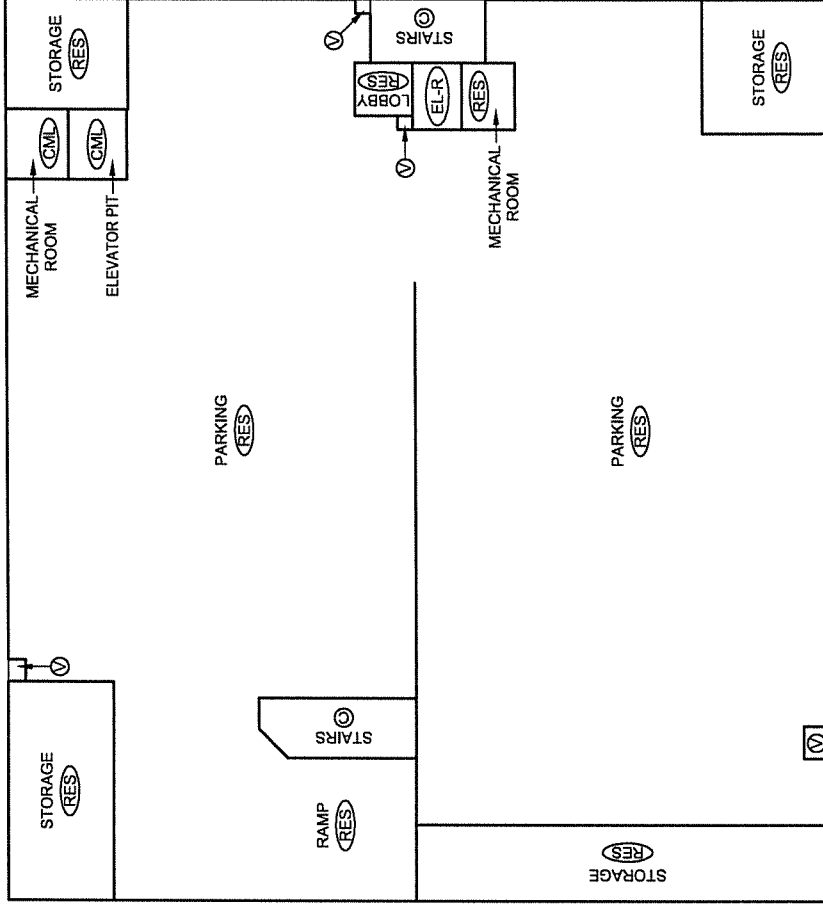 STORAGE
RES
MECHANICAL
ROOM
CML
CML
ELEVATOR PIT
V
STAIRS
C
LOBBY
RES
EL-R
RES
V
MECHANICAL
ROOM
STORAGE
RES
PARKING
RES
PARKING
RES
V
STORAGE
RES
STAIRS
C
RAMP
RES
V
STORAGE
RES